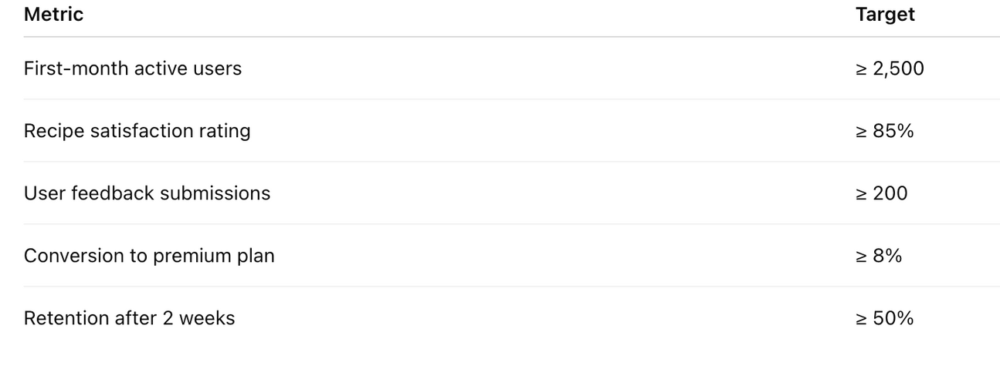 Metric Target
First-month active users ≥ 2,500
Recipe satisfaction rating ≥ 85%
User feedback submissions ≥ 200
Conversion to premium plan ≥ 8%
Retention after 2 weeks ≥ 50%